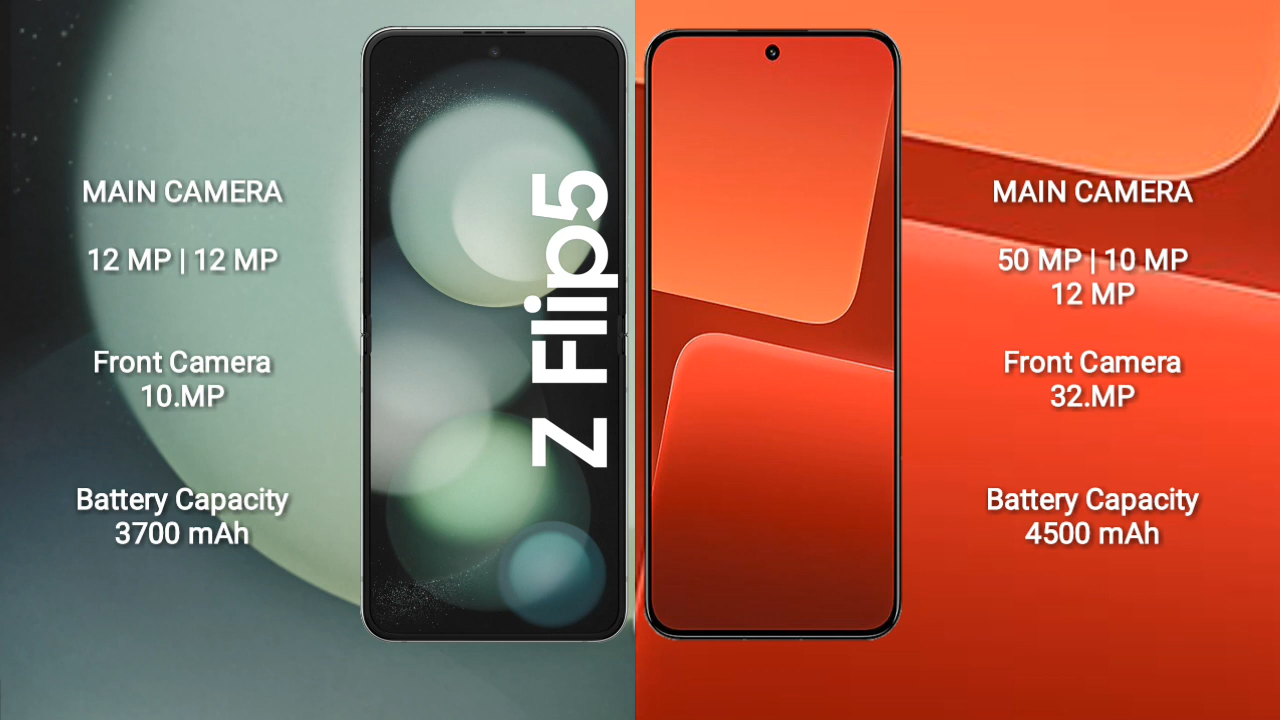 MAIN CAMERA
12 MP | 12 MP
Front Camera
10.MP
Battery Capacity
3700 mAh
Z Flip5
MAIN CAMERA
50 MP | 10 MP
12 MP
Front Camera
32.MP
Battery Capacity
4500 mAh